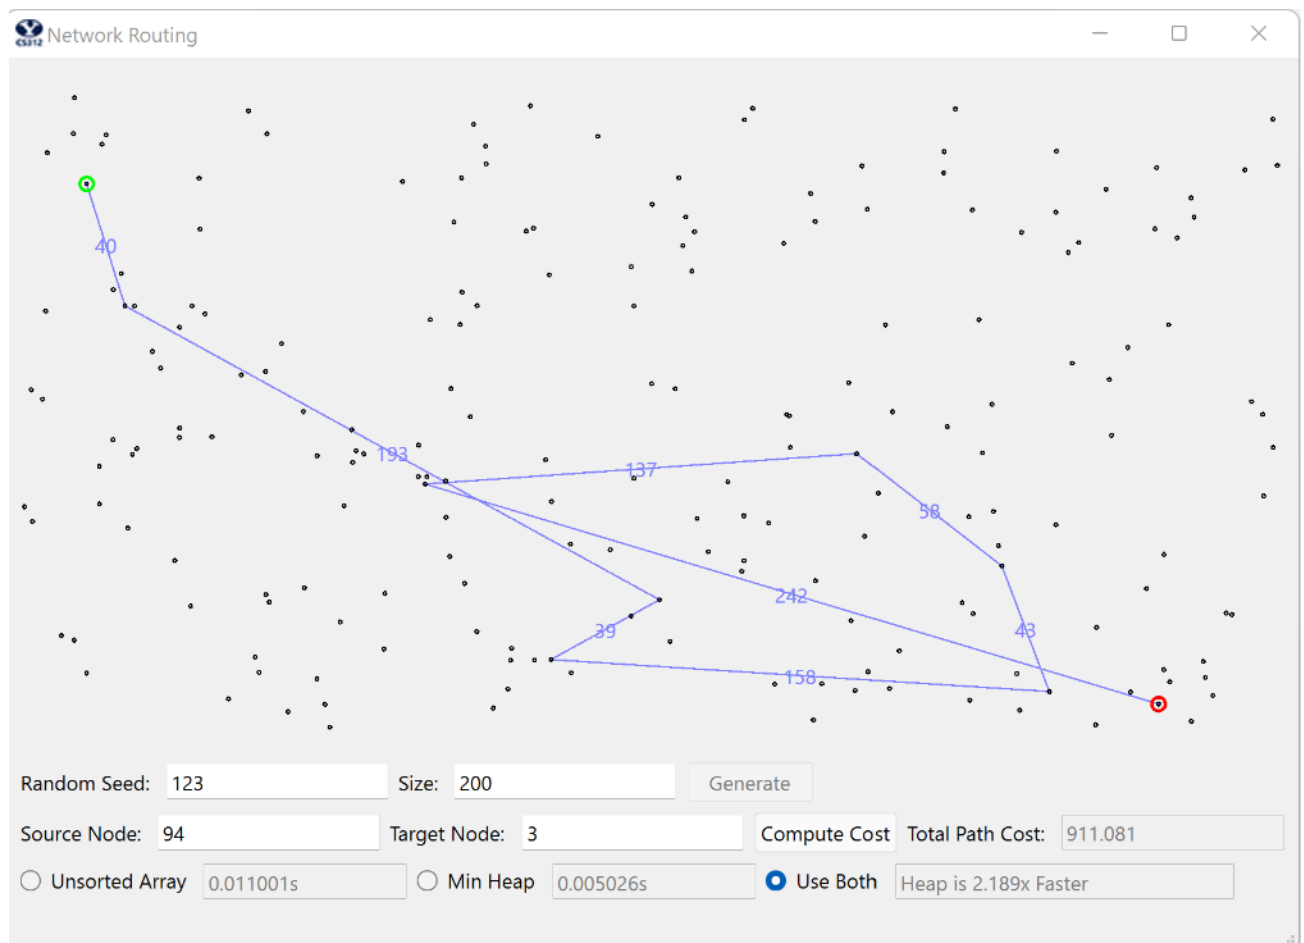 CS312 Network Routing
40
193
137
58
242
39
43
158
Random Seed: 123 Size: 200 Generate
Source Node: 94 Target Node: 3 Compute Cost Total Path Cost: 911.081
Unsorted Array 0.011001s Min Heap 0.005026s Use Both Heap is 2.189x Faster